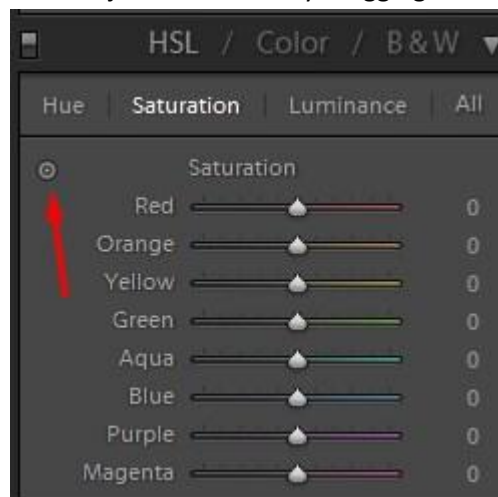 HSL / Color / B & W
Hue | Saturation | Luminance | All
Saturation
Red 0
Orange 0
Yellow 0
Green 0
Aqua 0
Blue 0
Purple 0
Magenta 0